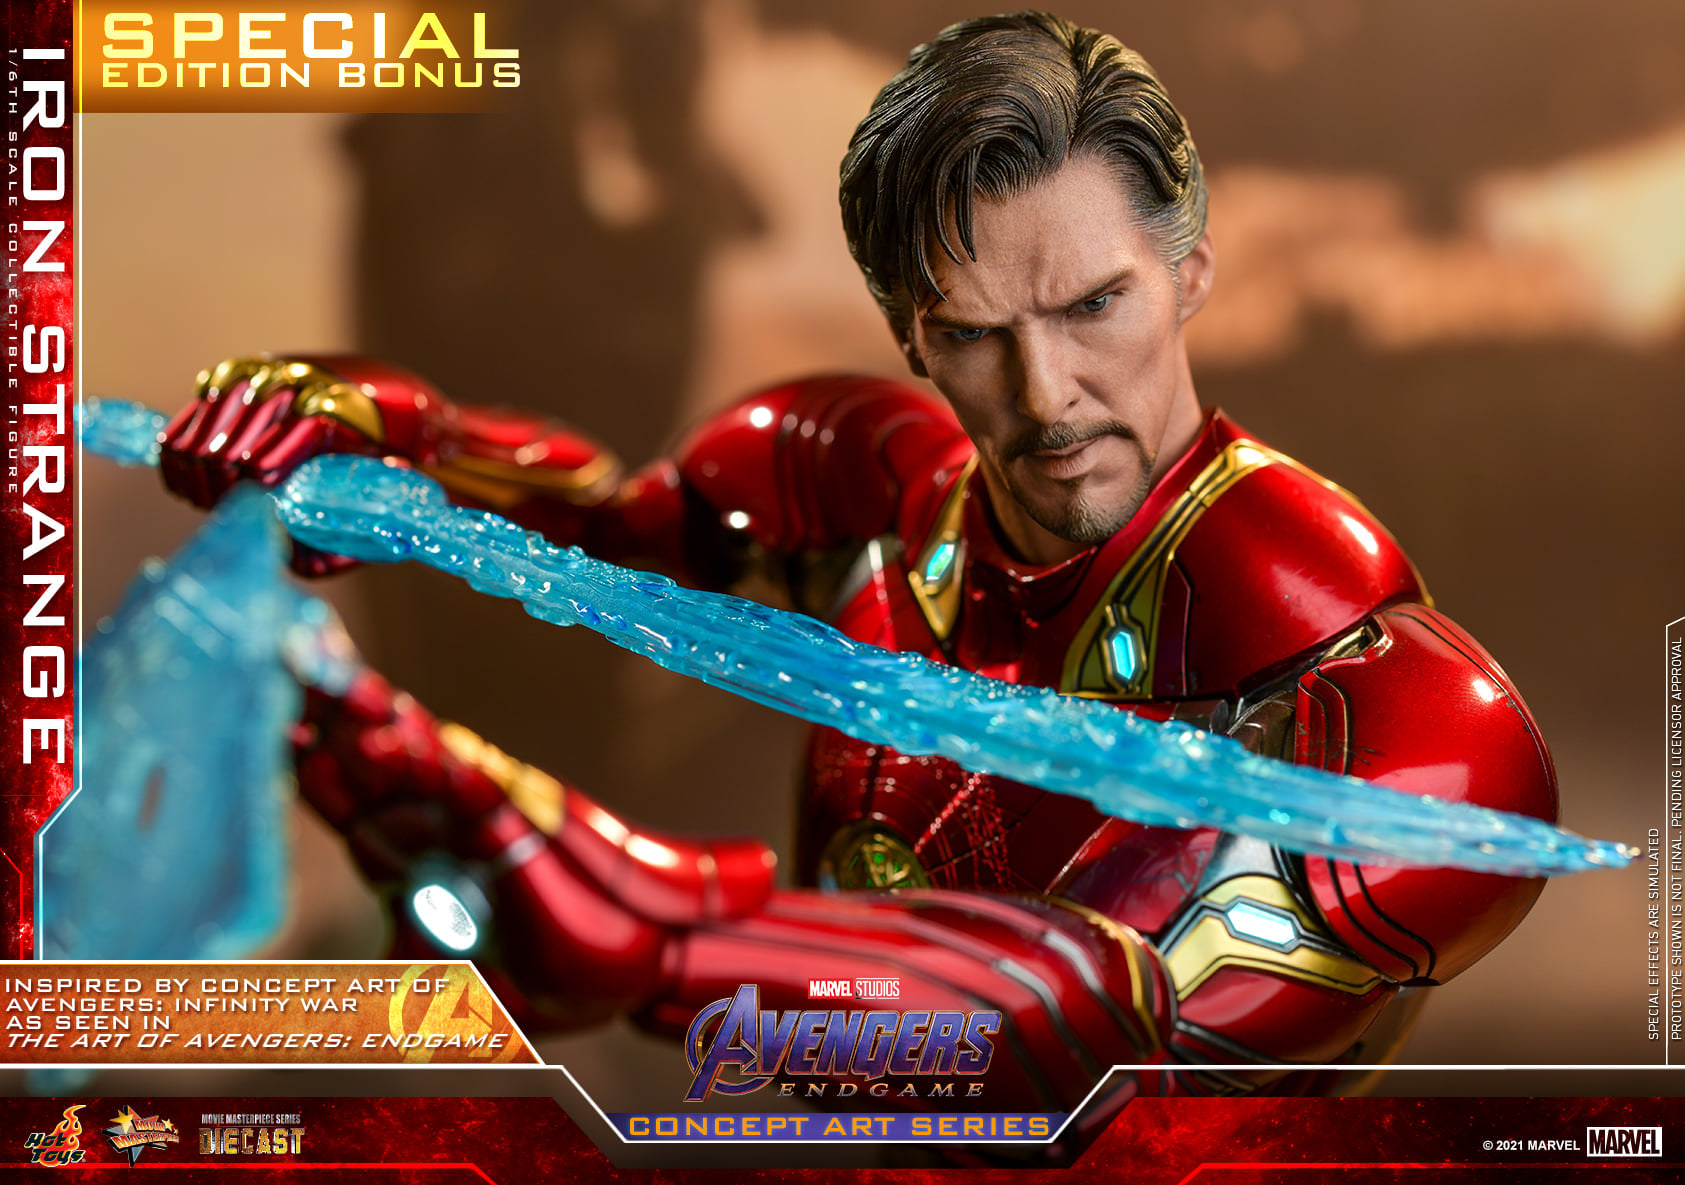 SPECIAL
EDITION BONUS
IRON STRANGE
1/6TH SCALE COLLECTIBLE FIGURE
INSPIRED BY CONCEPT ART OF
AVENGERS: INFINITY WAR
AS SEEN IN
THE ART OF AVENGERS: ENDGAME
MARVEL STUDIOS
AVENGERS
ENDGAME
CONCEPT ART SERIES
SPECIAL EFFECTS ARE SIMULATED
PROTOTYPE SHOWN IS NOT FINAL. PENDING LICENSOR APPROVAL
Hot Toys
MOVIE MASTERPIECE
MOVIE MASTERPIECE SERIES
DIECAST
© 2021 MARVEL
MARVEL